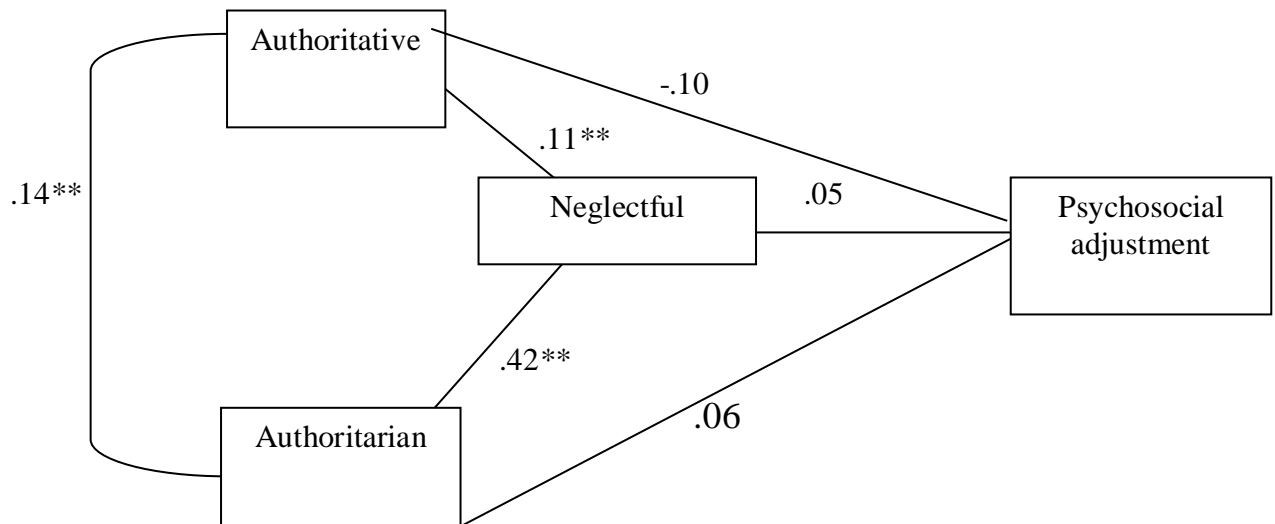 Authoritative
-.10
.11**
.14**
Neglectful
.05
Psychosocial
adjustment
.42**
.06
Authoritarian